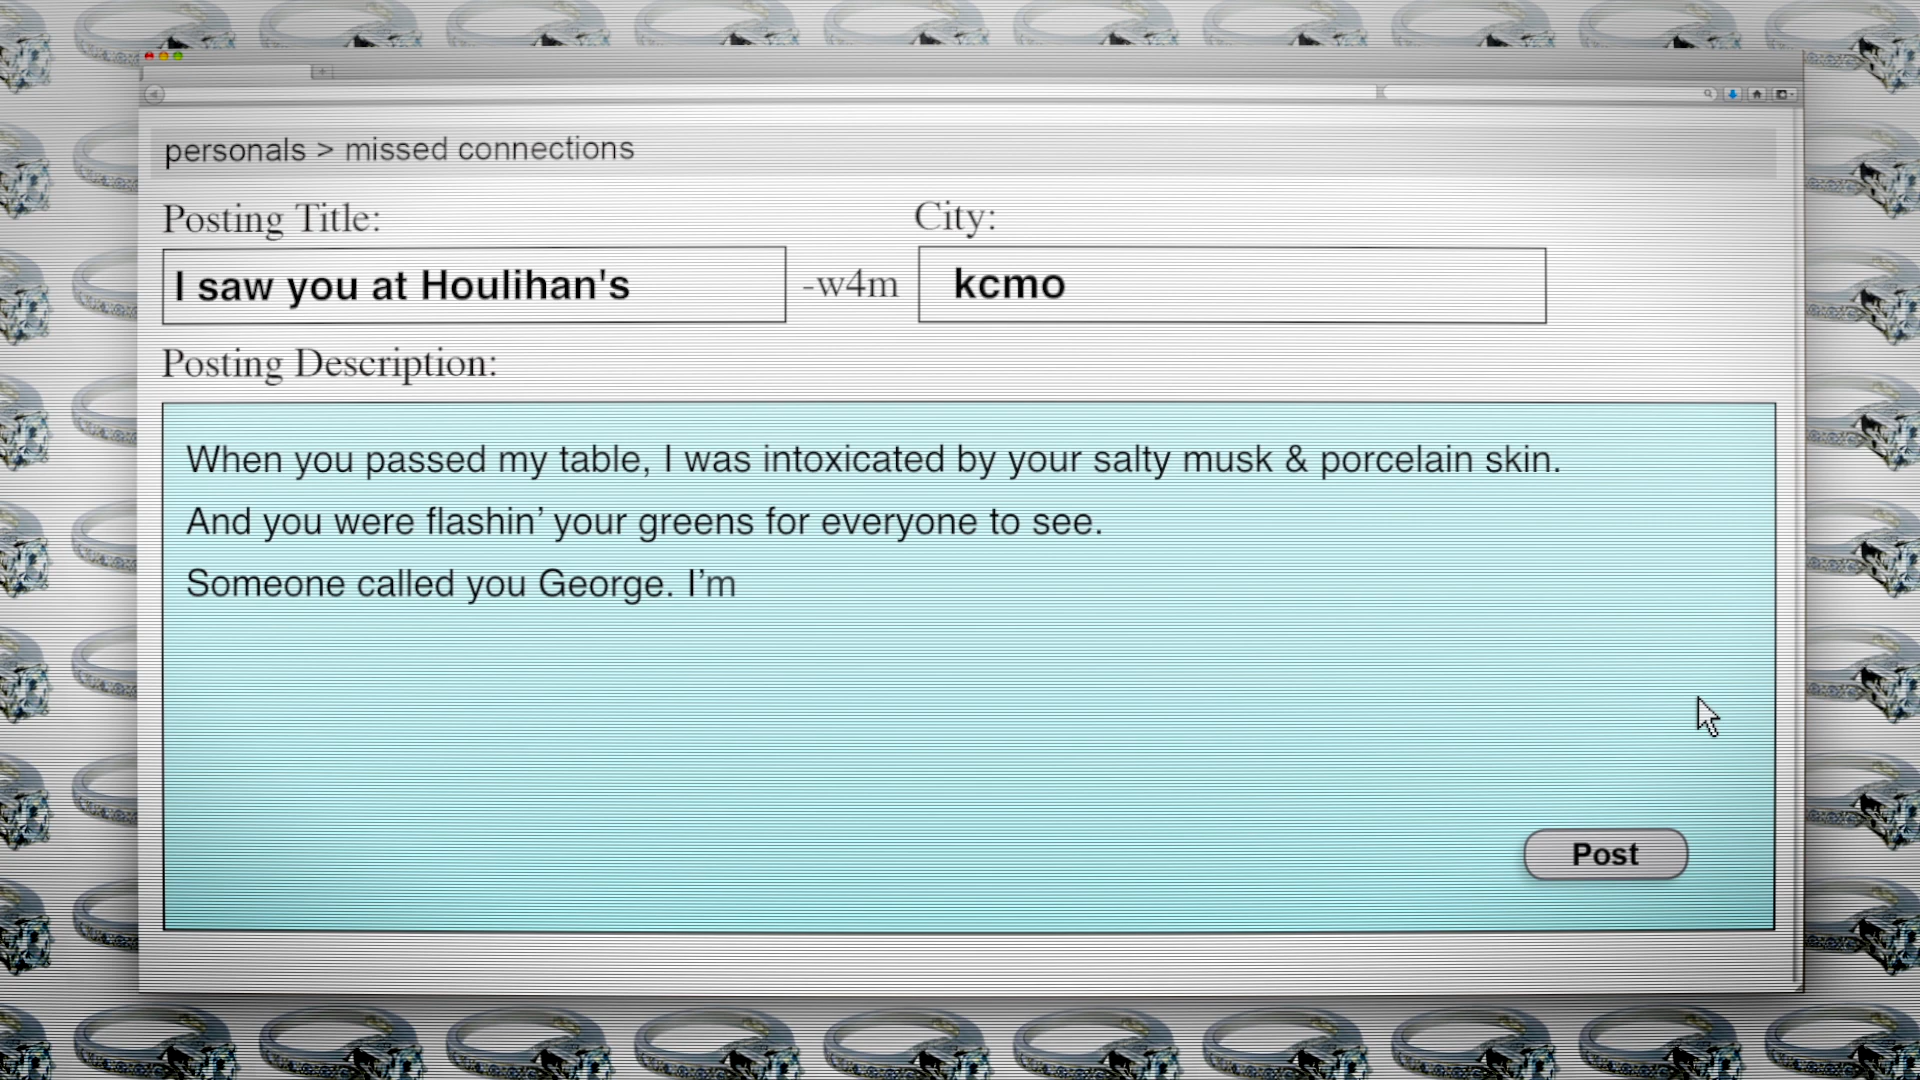 personals > missed connections
Posting Title:
City:
I saw you at Houlihan's
-w4m
kcmo
Posting Description:
When you passed my table, I was intoxicated by your salty musk & porcelain skin.
And you were flashin’ your greens for everyone to see.
Someone called you George. I’m
Post